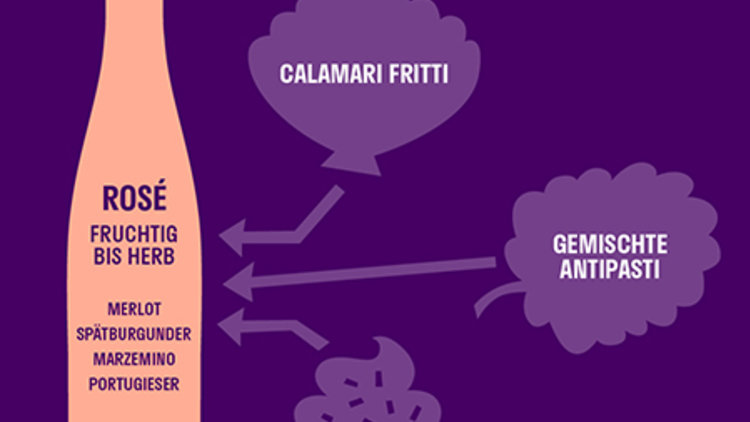 CALAMARI FRITTI
ROSÉ
FRUCHTIG
BIS HERB
GEMISCHTE
ANTIPASTI
MERLOT
SPÄTBURGUNDER
MARZEMINO
PORTUGIESER